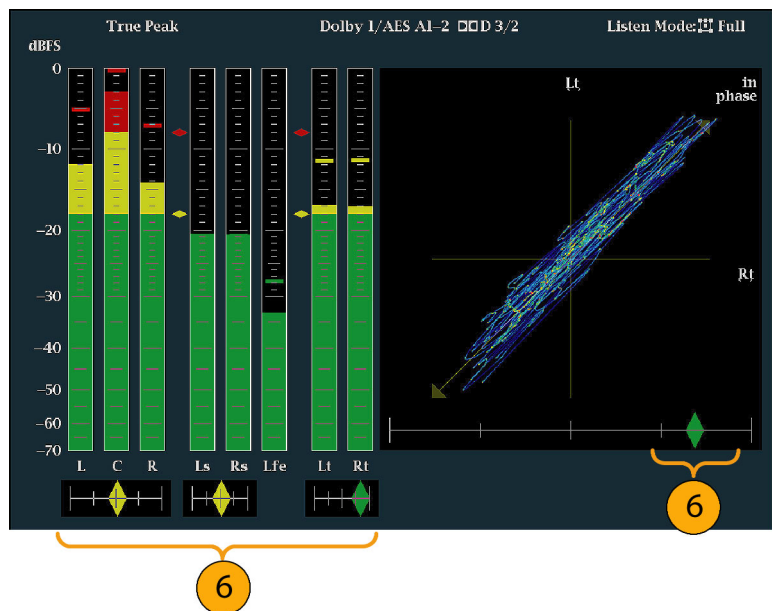 True Peak Dolby 1/AES A1-2 D 3/2 Listen Mode: Full
dBFS
0
-10
-20
-30
-40
-50
-60
-70
L C R Ls Rs Lfe Lt Rt
Lt
in
phase
Rt
6
6